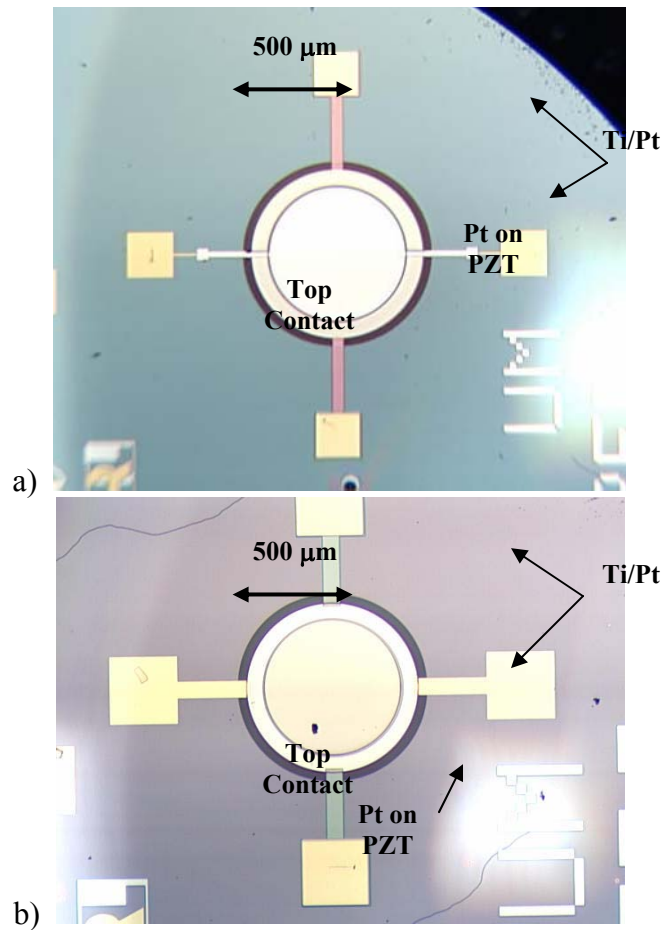 500 μm
Ti/Pt
Pt on
PZT
Top
Contact
a)
500 μm
Ti/Pt
Top
Contact
Pt on
PZT
b)